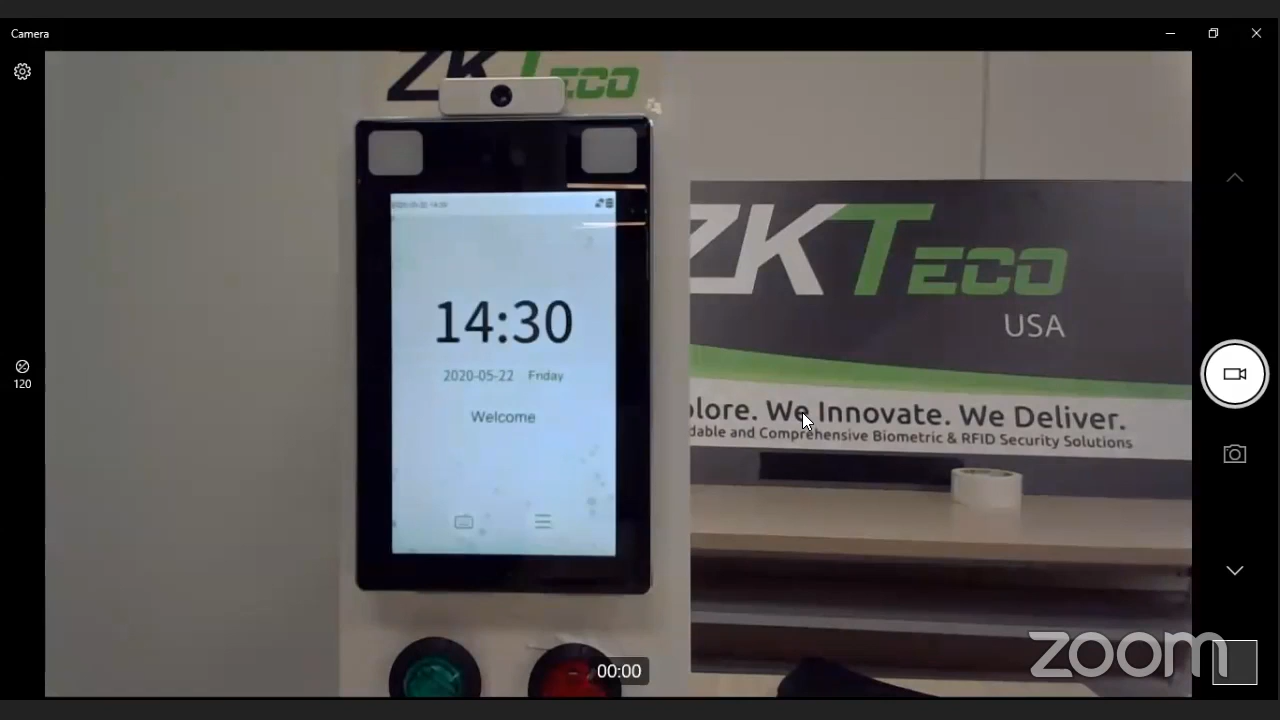 Camera
ZKTECO
14:30
2020-05-22 Friday
Welcome
ZKTECO
USA
plore. We Innovate. We Deliver.
dable and Comprehensive Biometric & RFID Security Solutions
120
00:00
zoom